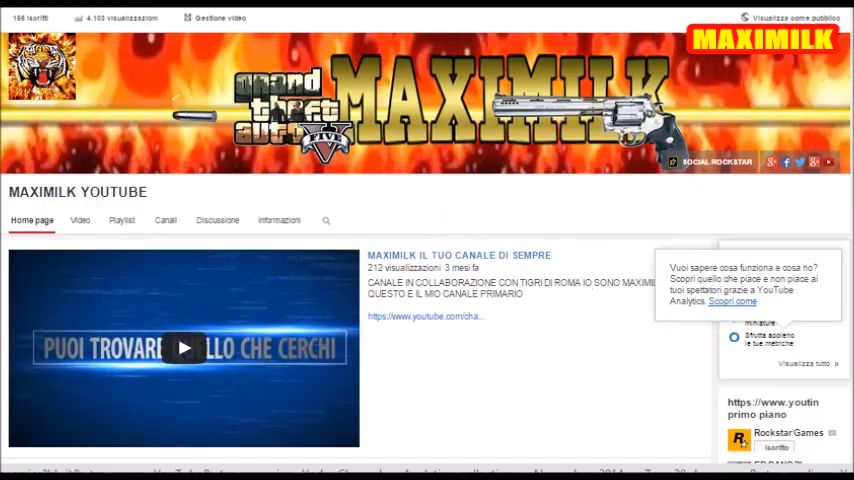 166 iscritti
4.103 visualizzazioni
Gestione video
Visualizza come pubblico
MAXIMILK
grand
theft
auto
V
FIVE
MAXIMILK
SOCIAL ROCKSTAR
MAXIMILK YOUTUBE
Home page Video Playlist Canali Discussione Informazioni
PUOI TROVARE QUELLO CHE CERCHI
MAXIMILK IL TUO CANALE DI SEMPRE
212 visualizzazioni 3 mesi fa
CANALE IN COLLABORAZIONE CON TIGRI DI ROMA IO SONO MAXIMIL
QUESTO E IL MIO CANALE PRIMARIO
https://www.youtube.com/cha...
Vuoi sapere cosa funziona e cosa no?
Scopri quello che piace e non piace ai
tuoi spettatori grazie a YouTube
Analytics. Scopri come
miniature
Sfrutta appieno
le tue metriche
Visualizza tutto »
https://www.youtin
primo piano
R
Rockstar Games
Iscritto